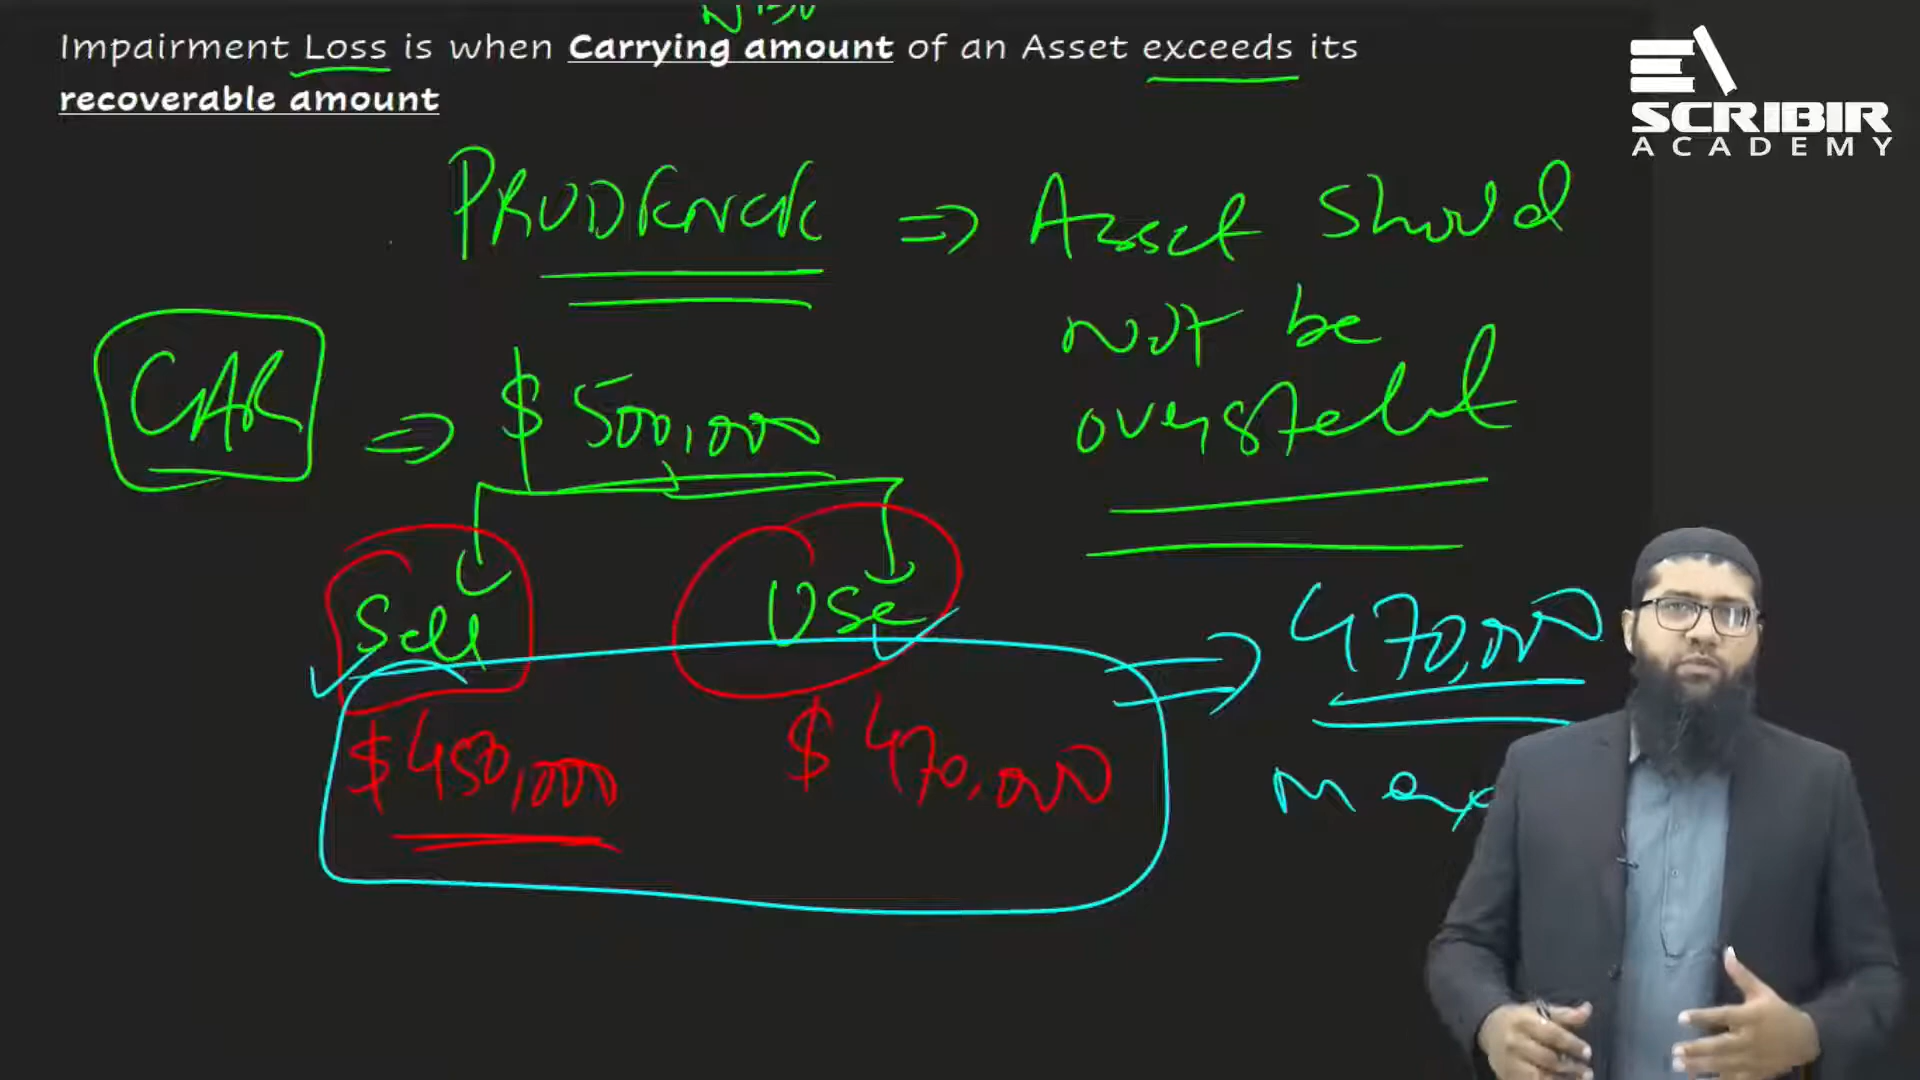 Impairment Loss is when Carrying amount of an Asset exceeds its
recoverable amount
SCRIBIR
ACADEMY
PRUDENCE => Asset should
not be
overstated
CAR => $ 500,000
Sell
Use
470,000
$ 450,000
$ 470,000